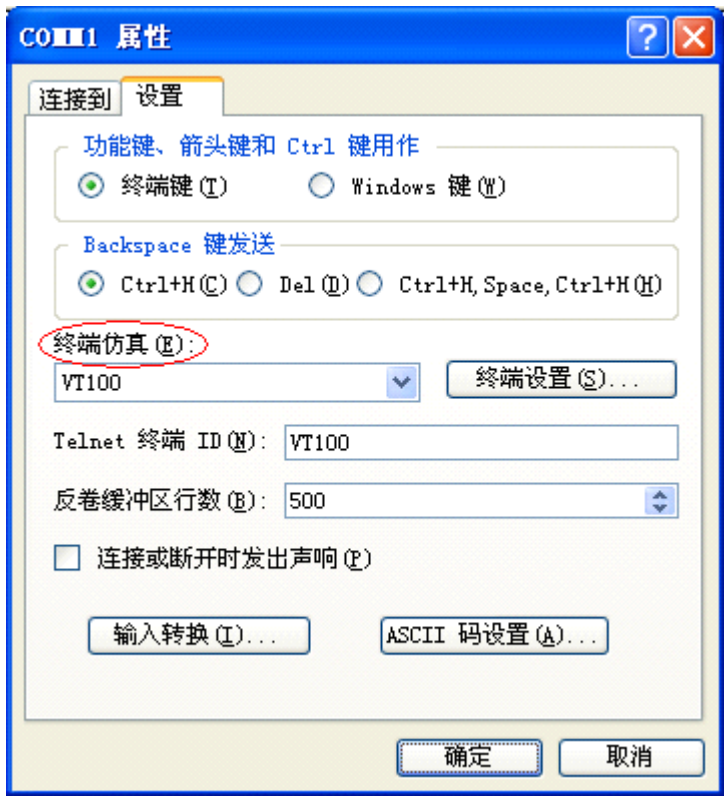 COMM1 属性
连接到 设置
功能键、箭头键和 Ctrl 键用作
终端键(T) Windows 键(W)
Backspace 键发送
Ctrl+H(C) Del(D) Ctrl+H, Space, Ctrl+H(H)
终端仿真(E):
VT100 终端设置(S)...
Telnet 终端 ID(N): VT100
反卷缓冲区行数(B): 500
连接或断开时发出声响(P)
输入转换(I)... ASCII 码设置(A)...
确定 取消